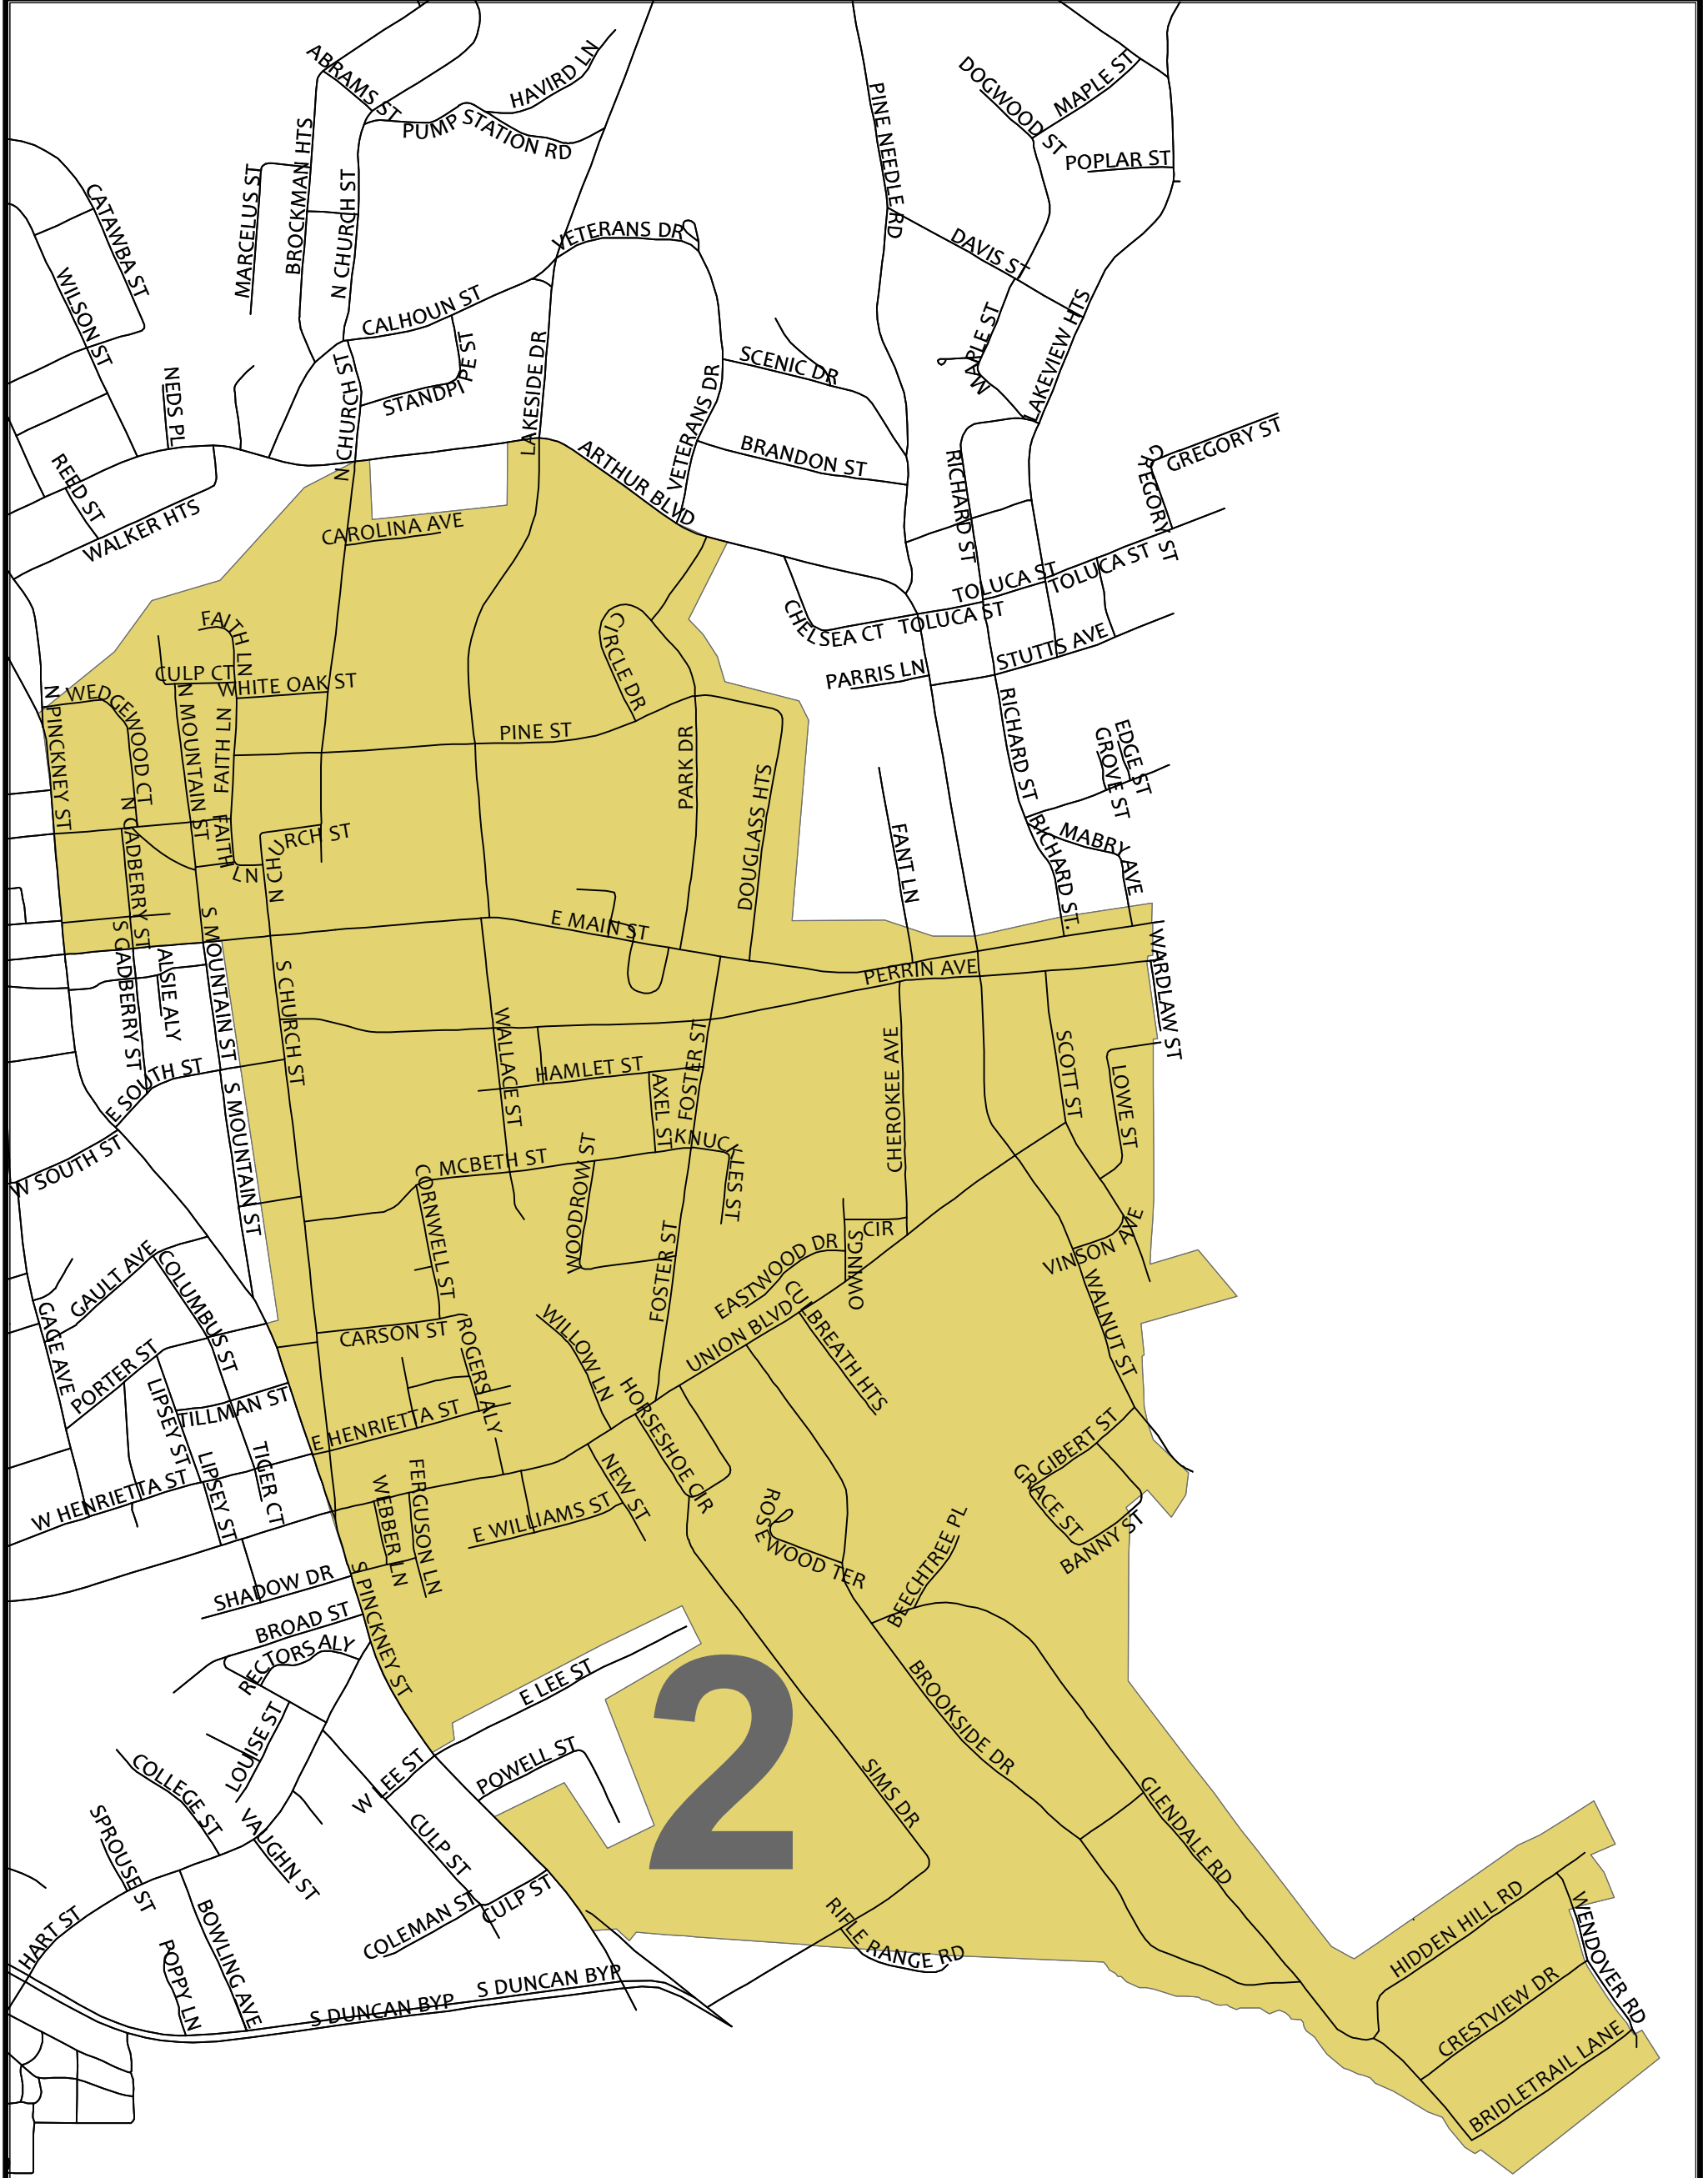 ABRAMS ST
HAVIRD LN
PUMP STATION RD
DOGWOOD ST
MAPLE ST
POPLAR ST
PINE NEEDLE RD
CATAWBA ST
MARCELUS ST
BROCKMAN HTS
N CHURCH ST
VETERANS DR
DAVIS ST
WILSON ST
CALHOUN ST
STANDPIPE ST
LAKESIDE DR
SCENIC DR
MAPLE ST
LAKEVIEW HTS
NEDS PL
N CHURCH ST
VETERANS DR
BRANDON ST
ARTHUR BLVD
GREGORY ST
GREGORY ST
REED ST
WALKER HTS
RICHARD ST
CAROLINA AVE
TOLUCA ST
TOLUCA ST
TOLUCA ST
CHELSEA CT
STUTTS AVE
PARRIS LN
FAITH LN
CIRCLE DR
CULP CT
WHITE OAK ST
WEDGEWOOD CT
N PINCKNEY ST
N MOUNTAIN ST
FAITH LN
PINE ST
PARK DR
DOUGLASS HTS
RICHARD ST
EDGE ST
GROVE ST
N GADBERRY ST
FAITH LN
N CHURCH ST
FANT LN
RICHARD ST.
MABRY AVE
E MAIN ST
S GADBERRY ST
ALSIE ALY
S MOUNTAIN ST
S CHURCH ST
PERRIN AVE
WARDLAW ST
WALLACE ST
HAMLET ST
AXEL ST
FOSTER ST
CHEROKEE AVE
SCOTT ST
LOWE ST
E SOUTH ST
W SOUTH ST
S MOUNTAIN ST
MCBETH ST
KNUCKLES ST
WOODROW ST
CORNWELL ST
FOSTER ST
EASTWOOD DR
OWINGS CIR
VINSON AVE
GAULT AVE
COLUMBUS ST
GAGE AVE
CARSON ST
ROGERS ALY
WILLOW LN
UNION BLVD
CULBREATH HTS
WALNUT ST
PORTER ST
LIPSEY ST
TILLMAN ST
E HENRIETTA ST
HORSESHOE CIR
W HENRIETTA ST
LIPSEY ST
TIGER CT
WEBBER LN
FERGUSON LN
E WILLIAMS ST
NEW ST
ROSEWOOD TER
GIBERT ST
GRACE ST
BANNY ST
BEECHTREE PL
SHADOW DR
BROAD ST
RECTORS ALY
S PINCKNEY ST
E LEE ST
2
BROOKSIDE DR
LOUISE ST
COLLEGE ST
W LEE ST
POWELL ST
SIMS DR
GLENDALE RD
SPROUSE ST
VAUGHN ST
CULP ST
CULP ST
COLEMAN ST
RIFLE RANGE RD
HIDDEN HILL RD
WENDOVER RD
HART ST
BOWLING AVE
POPPY LN
S DUNCAN BYP
S DUNCAN BYP
CRESTVIEW DR
BRIDLETRAIL LANE